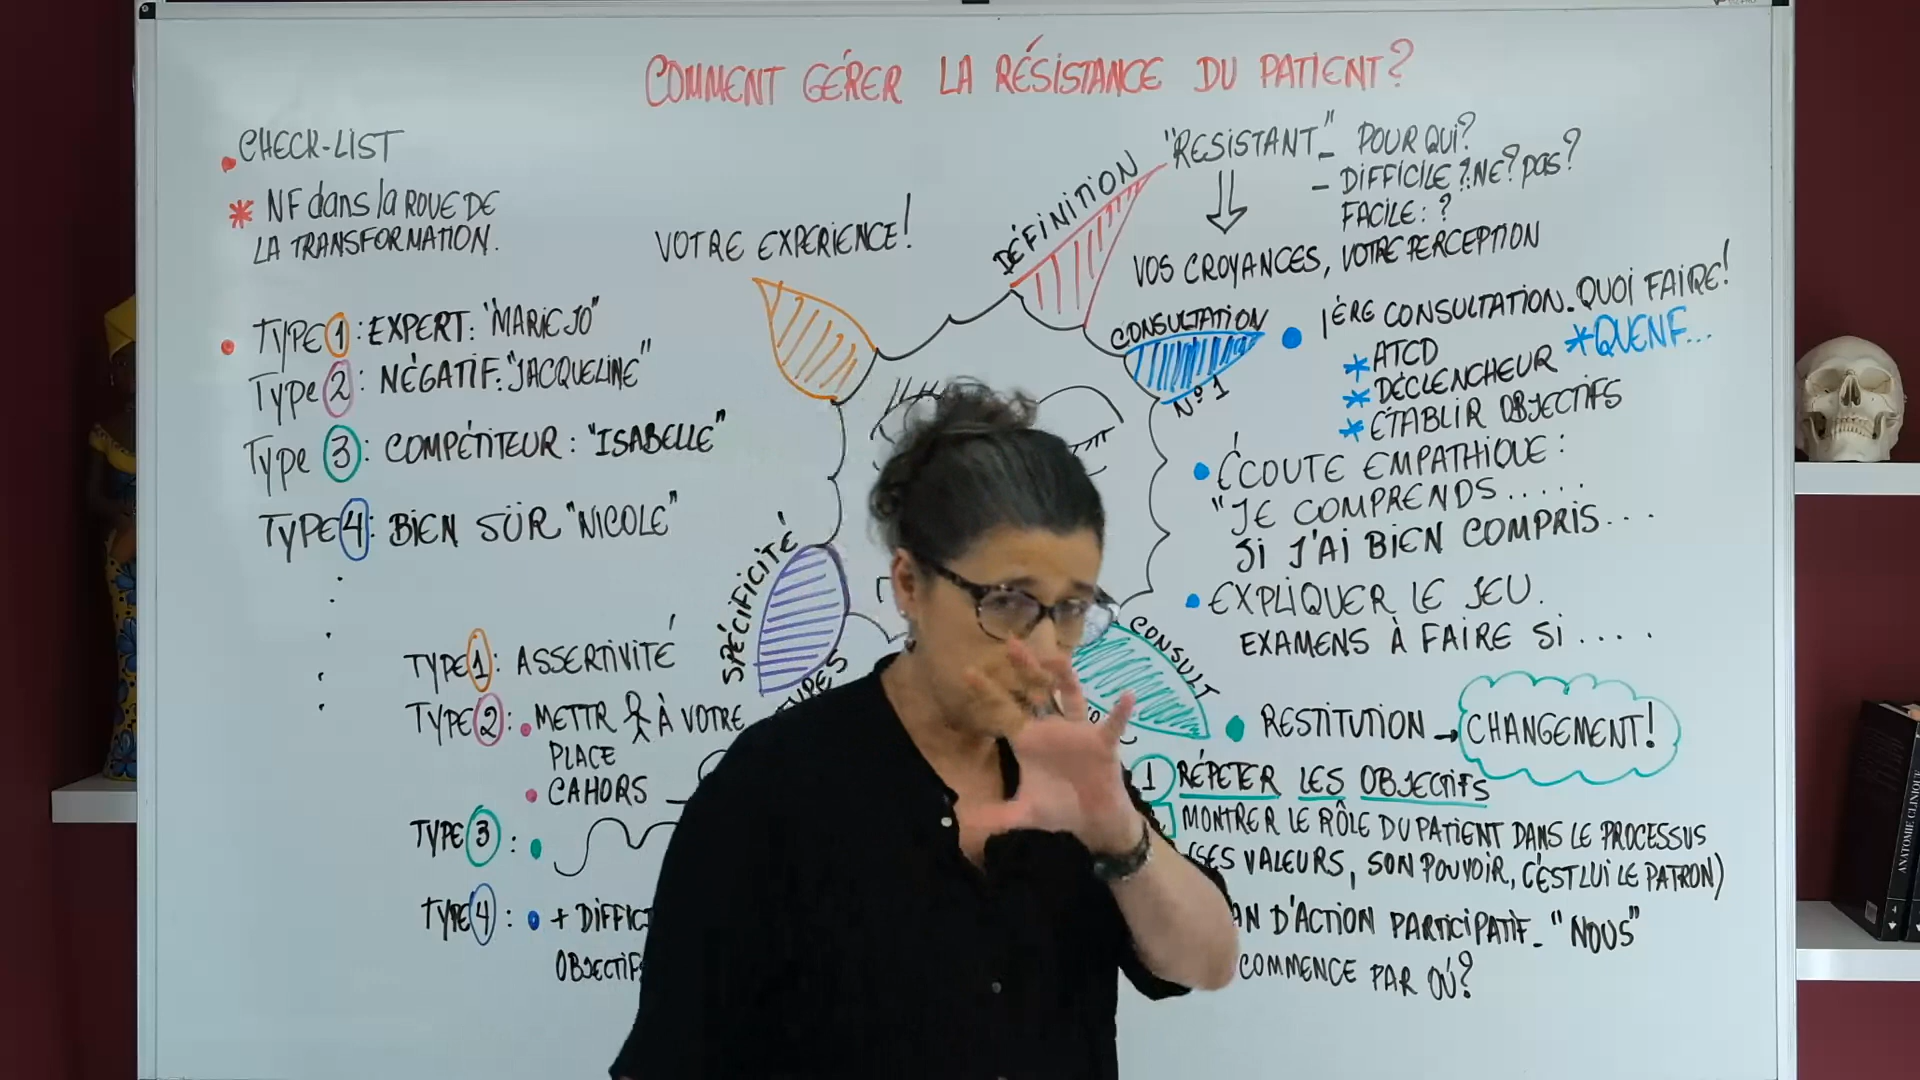 COMMENT GÉRER LA RÉSISTANCE DU PATIENT?
CHECK-LIST
* NF dans la ROUE DE
LA TRANSFORMATION.
TYPE 1 : EXPERT: "MARIE JO"
Type 2 : NÉGATIF: "JACQUELINE"
Type 3 : COMPÉTITEUR : "ISABELLE"
TYPE 4 : BIEN SÛR "NICOLE"
VOTRE EXPERIENCE!
SPÉCIFICITÉ
TYPES
TYPE 1 : ASSERTIVITÉ
TYPE 2 : METTR À VOTRE
PLACE
CAHORS
TYPE 3 :
TYPE 4 : + DIFFIC
OBJECTIF
DÉFINITION
"RESISTANT" - POUR QUI?
- DIFFICILE ? NE? pas?
FACILE : ?
VOS CROYANCES, VOTRE PERCEPTION
CONSULTATION
N°1
1ÈRE CONSULTATION. QUOI FAIRE!
* ATCD
* DÉCLENCHEUR
* QUENF...
* ÉTABLIR OBJECTIFS
ÉCOUTE EMPATHIQUE :
"JE COMPRENDS.....
SI J'AI BIEN COMPRIS...
EXPLIQUER LE JEU.
EXAMENS À FAIRE SI ....
CONSULT
RESTITUTION → CHANGEMENT!
1 RÉPETER LES OBJECTIFS
MONTRER LE RÔLE DU PATIENT DANS LE PROCESSUS
(SES VALEURS, SON POUVOIR, C'EST LUI LE PATRON)
AN D'ACTION PARTICIPATIF - "NOUS"
COMMENCE PAR OÙ?
ANATOMIE CLINIQUE